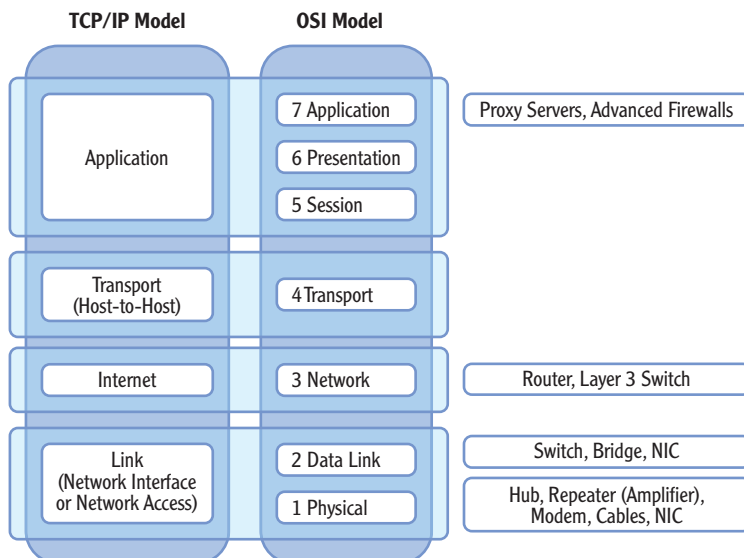 TCP/IP Model
OSI Model
Application
7 Application
6 Presentation
5 Session
Proxy Servers, Advanced Firewalls
Transport
(Host-to-Host)
4 Transport
Internet
3 Network
Router, Layer 3 Switch
Link
(Network Interface
or Network Access)
2 Data Link
1 Physical
Switch, Bridge, NIC
Hub, Repeater (Amplifier),
Modem, Cables, NIC